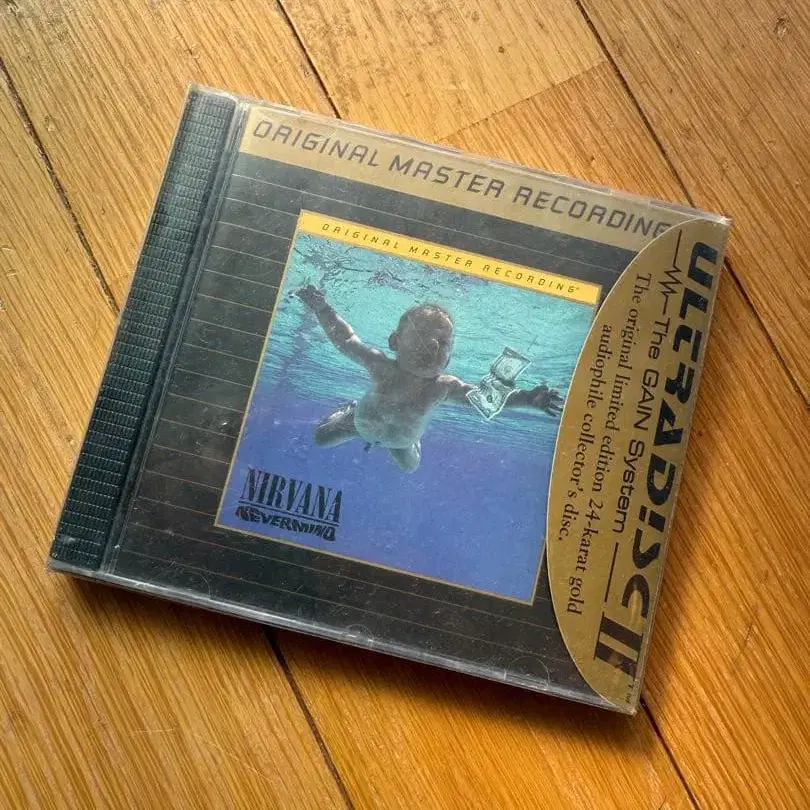 ORIGINAL MASTER RECORDING
ORIGINAL MASTER RECORDING®
NIRVANA
NEVERMIND
ULTRADISC II™
The GAIN System
The original limited edition 24-karat gold
audiophile collector's disc.